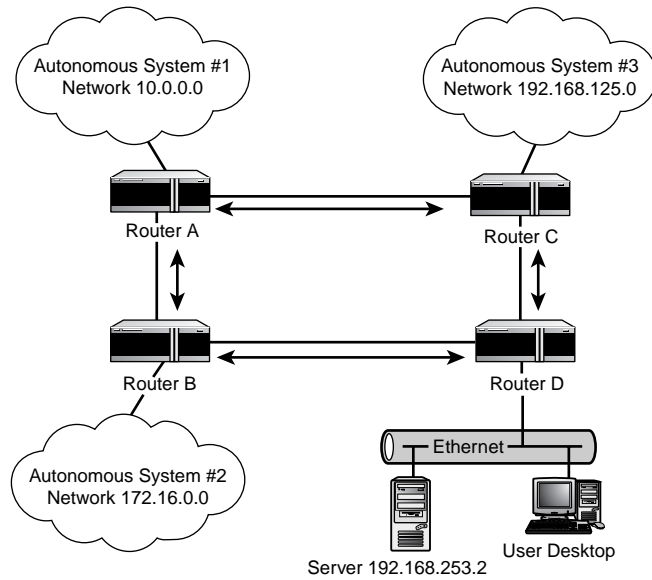 Autonomous System #1
Network 10.0.0.0
Autonomous System #3
Network 192.168.125.0
Router A
Router C
Router B
Router D
Ethernet
Autonomous System #2
Network 172.16.0.0
Server 192.168.253.2
User Desktop